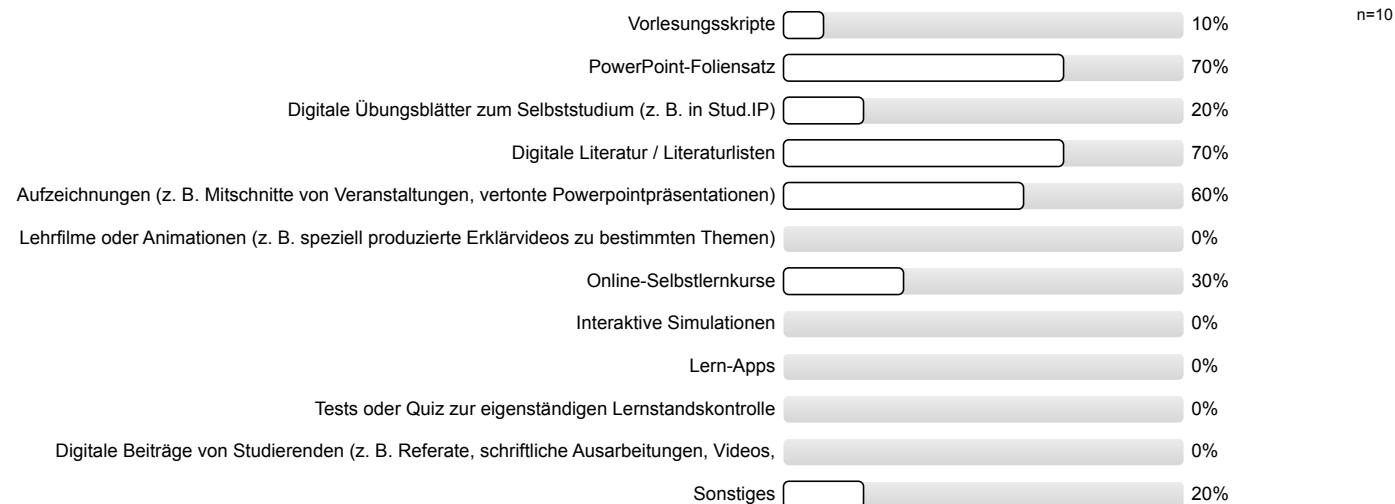 n=10
Vorlesungsskripte 10%
PowerPoint-Foliensatz 70%
Digitale Übungsblätter zum Selbststudium (z. B. in Stud.IP) 20%
Digitale Literatur / Literaturlisten 70%
Aufzeichnungen (z. B. Mitschnitte von Veranstaltungen, vertonte Powerpointpräsentationen) 60%
Lehrfilme oder Animationen (z. B. speziell produzierte Erklärvideos zu bestimmten Themen) 0%
Online-Selbstlernkurse 30%
Interaktive Simulationen 0%
Lern-Apps 0%
Tests oder Quiz zur eigenständigen Lernstandskontrolle 0%
Digitale Beiträge von Studierenden (z. B. Referate, schriftliche Ausarbeitungen, Videos, 0%
Sonstiges 20%